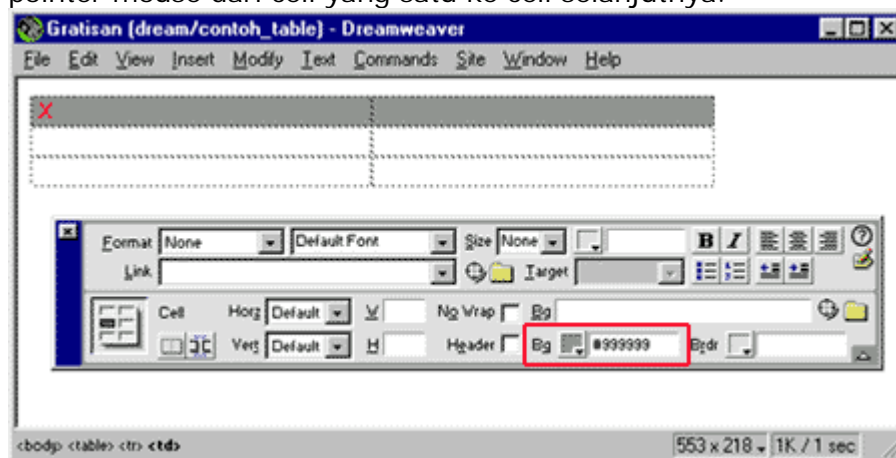 pointer mouse dari cell yang satu ke cell selanjutnya.
Gratisan (dream/contoh_table) - Dreamweaver
File Edit View Insert Modify Text Commands Site Window Help
X
Format None Default Font Size None B I
Link Target
Cell Horz Default W No Wrap Bg
Vert Default H Header Bg #999999 Brdr
<body> <table> <tr> <td> 553 x 218 1K / 1 sec